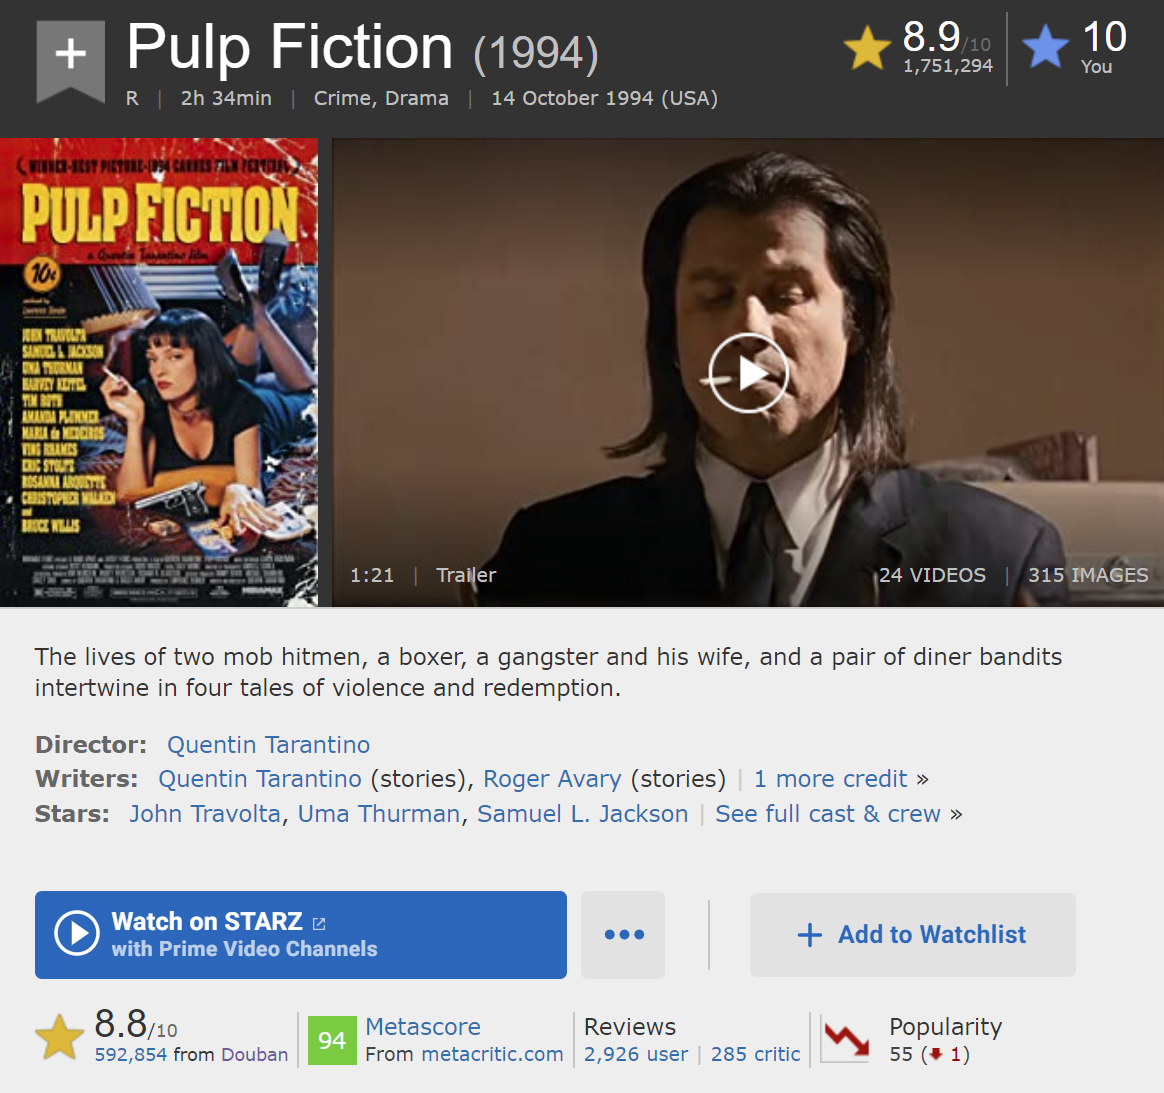 Pulp Fiction (1994)
8.9/10
1,751,294
10
You
R | 2h 34min | Crime, Drama | 14 October 1994 (USA)
WINNER-BEST PICTURE-1994 CANNES FILM FESTIVAL
PULP FICTION
a Quentin Tarantino film
10¢
JOHN TRAVOLTA
SAMUEL L. JACKSON
UMA THURMAN
HARVEY KEITEL
TIM ROTH
AMANDA PLUMMER
MARIA de MEDEIROS
VING RHAMES
ERIC STOLTZ
ROSANNA ARQUETTE
CHRISTOPHER WALKEN
and
BRUCE WILLIS
MIRAMAX
1:21 | Trailer
24 VIDEOS | 315 IMAGES
The lives of two mob hitmen, a boxer, a gangster and his wife, and a pair of diner bandits
intertwine in four tales of violence and redemption.
Director: Quentin Tarantino
Writers: Quentin Tarantino (stories), Roger Avary (stories) | 1 more credit »
Stars: John Travolta, Uma Thurman, Samuel L. Jackson | See full cast & crew »
Watch on STARZ
with Prime Video Channels
+ Add to Watchlist
8.8/10
592,854 from Douban
94
Metascore
From metacritic.com
Reviews
2,926 user | 285 critic
Popularity
55 (🡇 1)